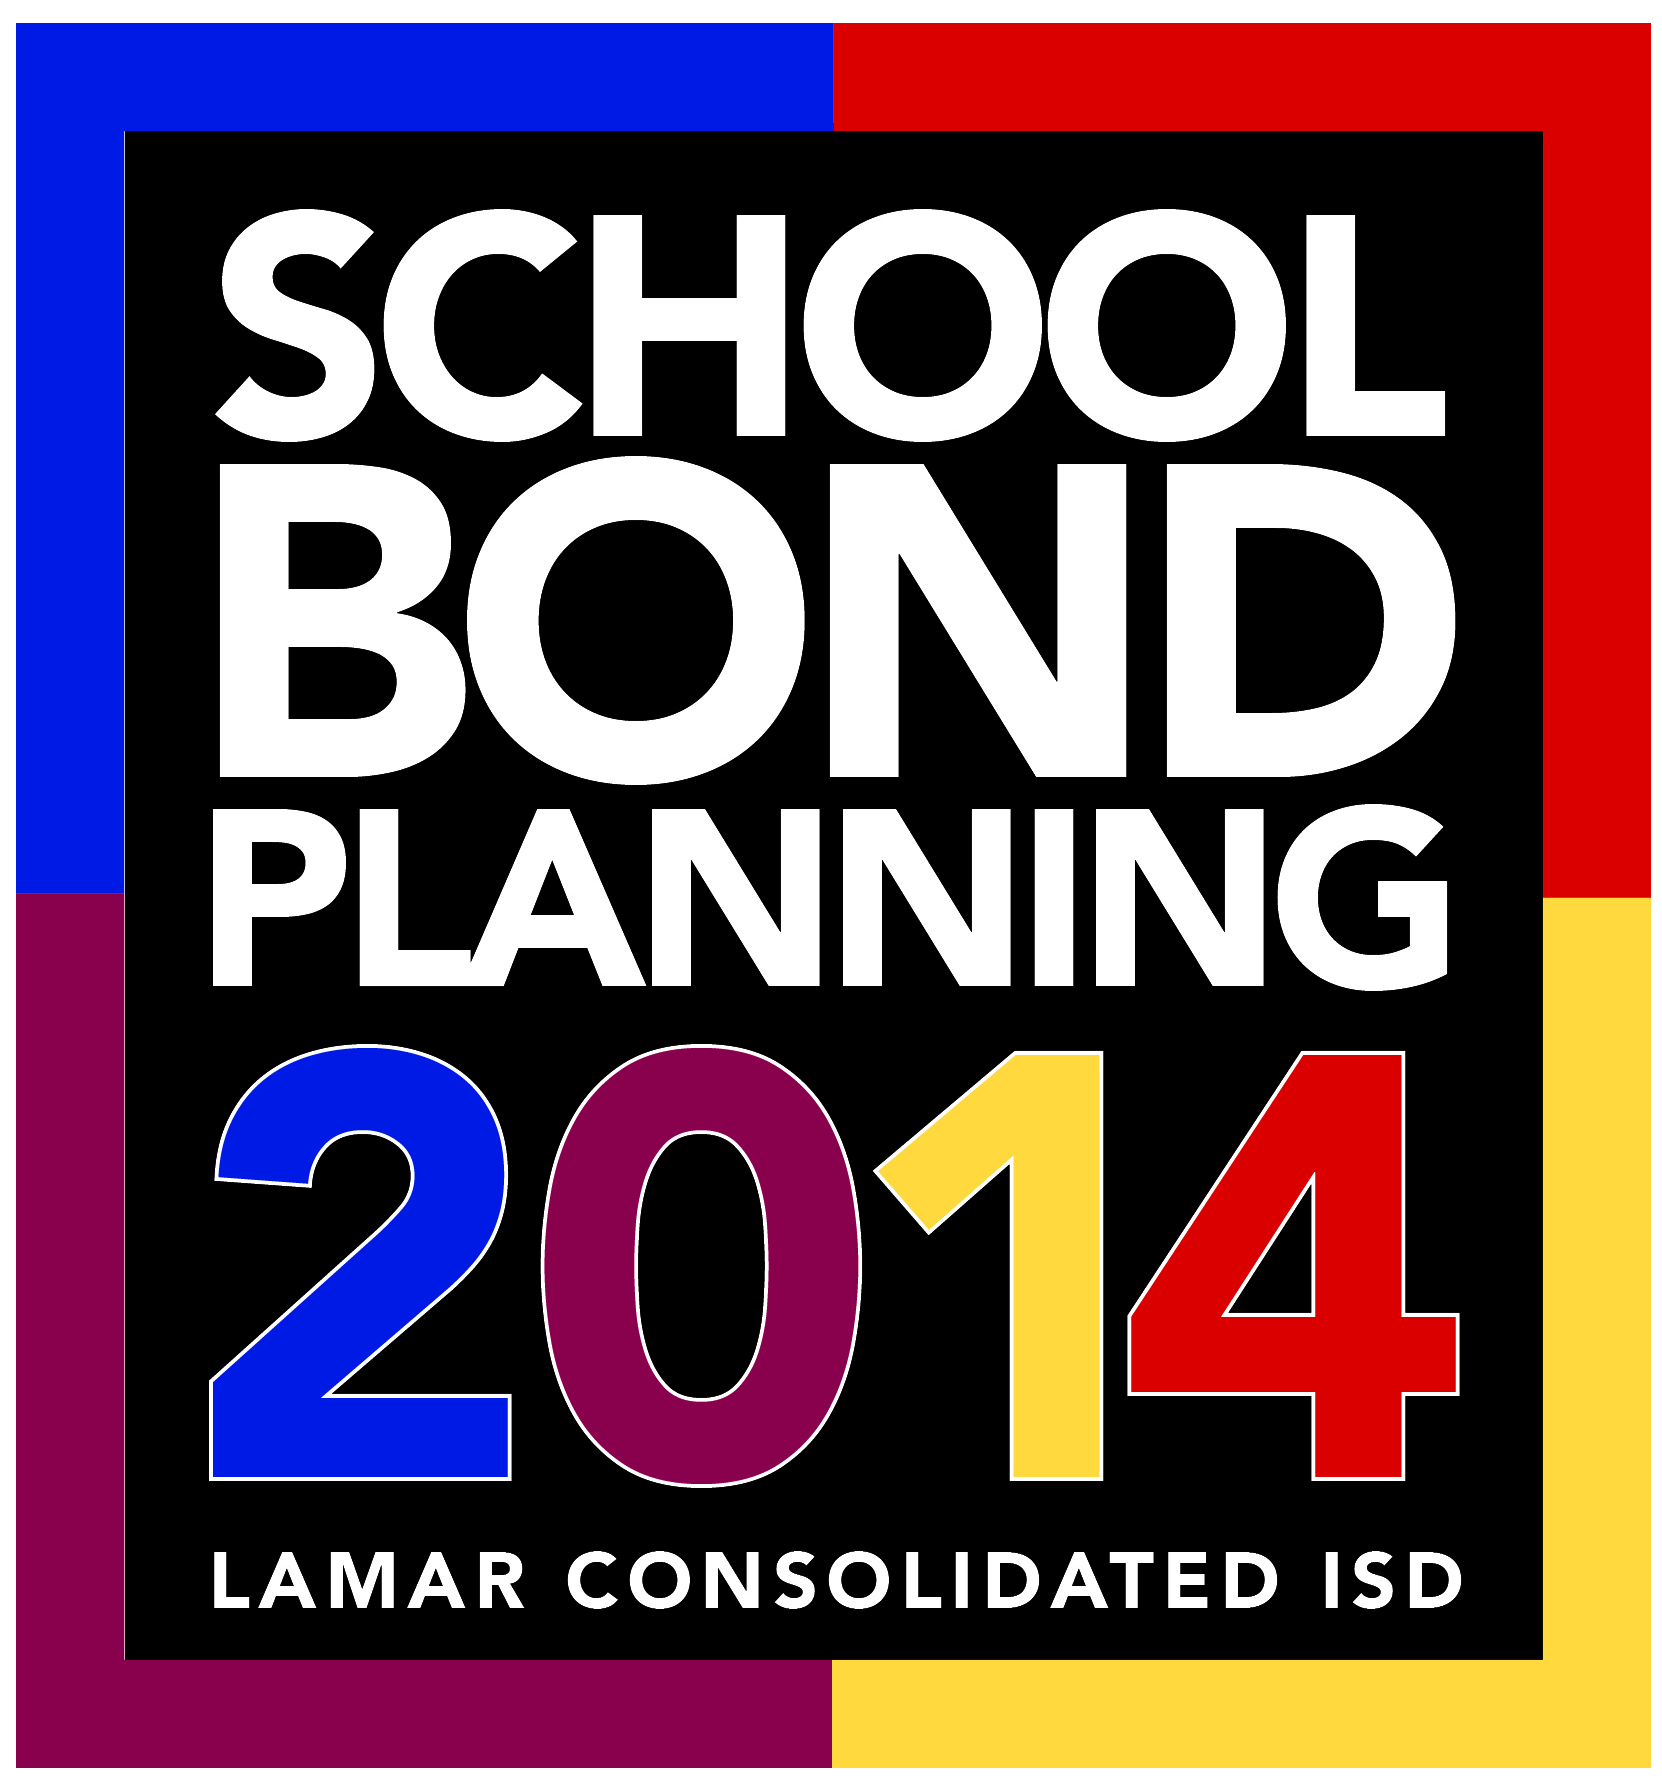 SCHOOL
BOND
PLANNING
2014
LAMAR CONSOLIDATED ISD